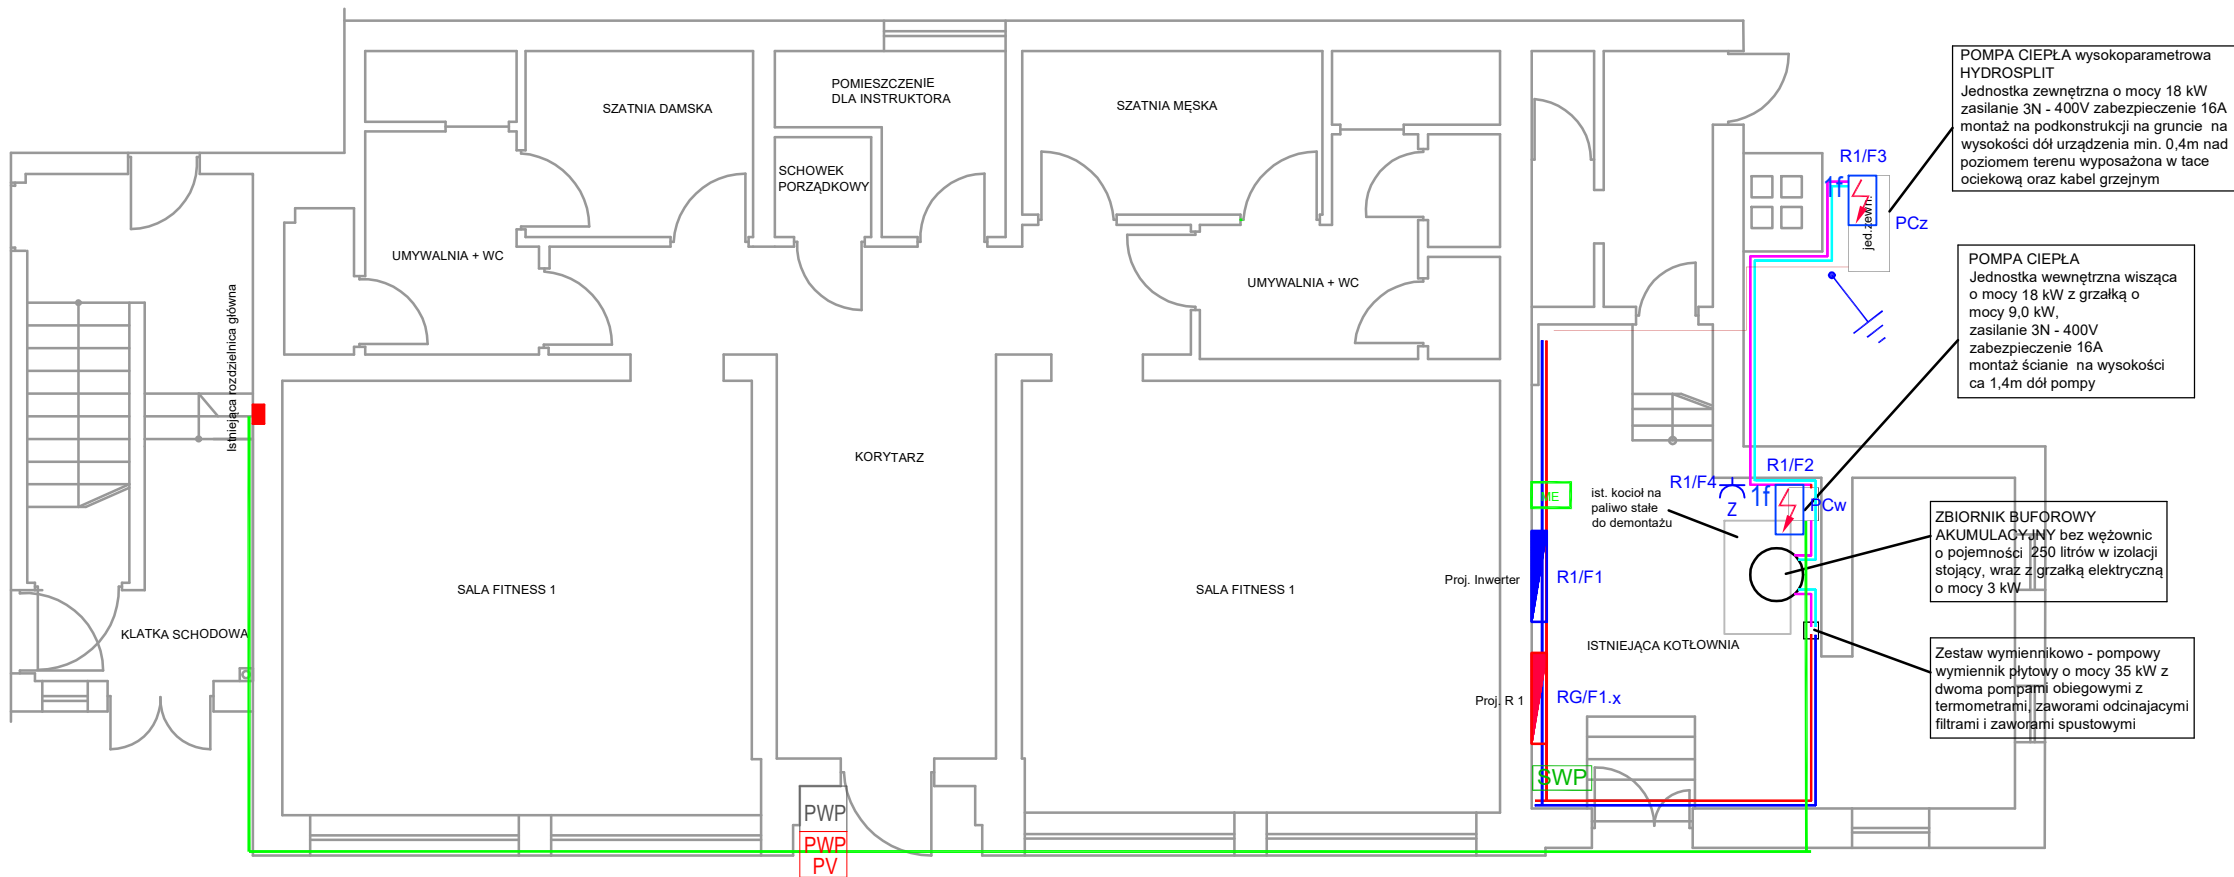 SZATNIA DAMSKA
POMIESZCZENIE
DLA INSTRUKTORA
SZATNIA MĘSKA
SCHOWEK
PORZĄDKOWY
UMYWALNIA + WC
UMYWALNIA + WC
Istniejąca rozdzielnica główna
KORYTARZ
SALA FITNESS 1
SALA FITNESS 1
KLATKA SCHODOWA
PWP
PWP
PV
ME
ist. kocioł na
paliwo stałe
do demontażu
Proj. Inwerter
R1/F1
ISTNIEJĄCA KOTŁOWNIA
Proj. R 1
RG/F1.x
SWP
R1/F3
1f
jed.zewn.
PCz
R1/F2
R1/F4
Z
1f
PCw
POMPA CIEPŁA wysokoparametrowa
HYDROSPLIT
Jednostka zewnętrzna o mocy 18 kW
zasilanie 3N - 400V zabezpieczenie 16A
montaż na podkonstrukcji na gruncie na
wysokości dół urządzenia min. 0,4m nad
poziomem terenu wyposażona w tace
ociekową oraz kabel grzejnym
POMPA CIEPŁA
Jednostka wewnętrzna wisząca
o mocy 18 kW z grzałką o
mocy 9,0 kW,
zasilanie 3N - 400V
zabezpieczenie 16A
montaż ścianie na wysokości
ca 1,4m dół pompy
ZBIORNIK BUFOROWY
AKUMULACYJNY bez wężownic
o pojemności 250 litrów w izolacji
stojący, wraz z grzałką elektryczną
o mocy 3 kW
Zestaw wymiennikowo - pompowy
wymiennik płytowy o mocy 35 kW z
dwoma pompami obiegowymi z
termometrami, zaworami odcinajacymi
filtrami i zaworami spustowymi